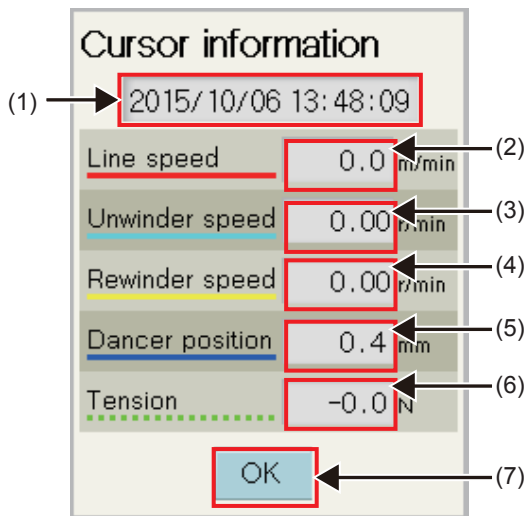 Cursor information
(1) 2015/10/06 13:48:09
Line speed 0.0 m/min (2)
Unwinder speed 0.00 r/min (3)
Rewinder speed 0.00 r/min (4)
Dancer position 0.4 mm (5)
Tension -0.0 N (6)
OK (7)